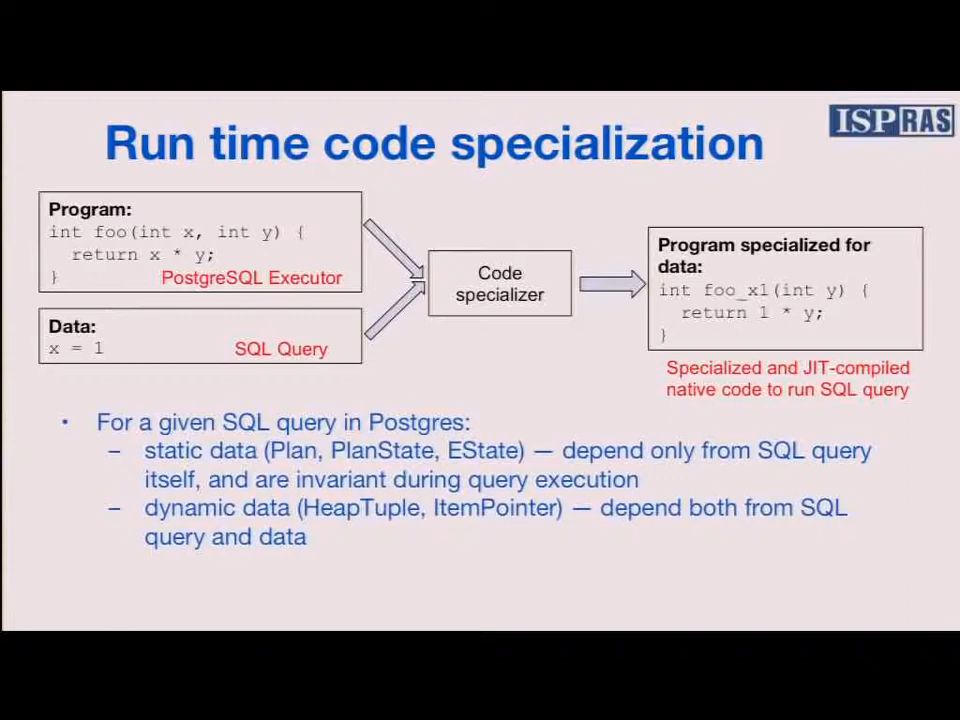 Run time code specialization
ISPRAS
Program:
int foo(int x, int y) {
return x * y;
}
PostgreSQL Executor
Data:
x = 1
SQL Query
Code
specializer
Program specialized for
data:
int foo_x1(int y) {
return 1 * y;
}
Specialized and JIT-compiled
native code to run SQL query
• For a given SQL query in Postgres:
– static data (Plan, PlanState, EState) — depend only from SQL query
itself, and are invariant during query execution
– dynamic data (HeapTuple, ItemPointer) — depend both from SQL
query and data